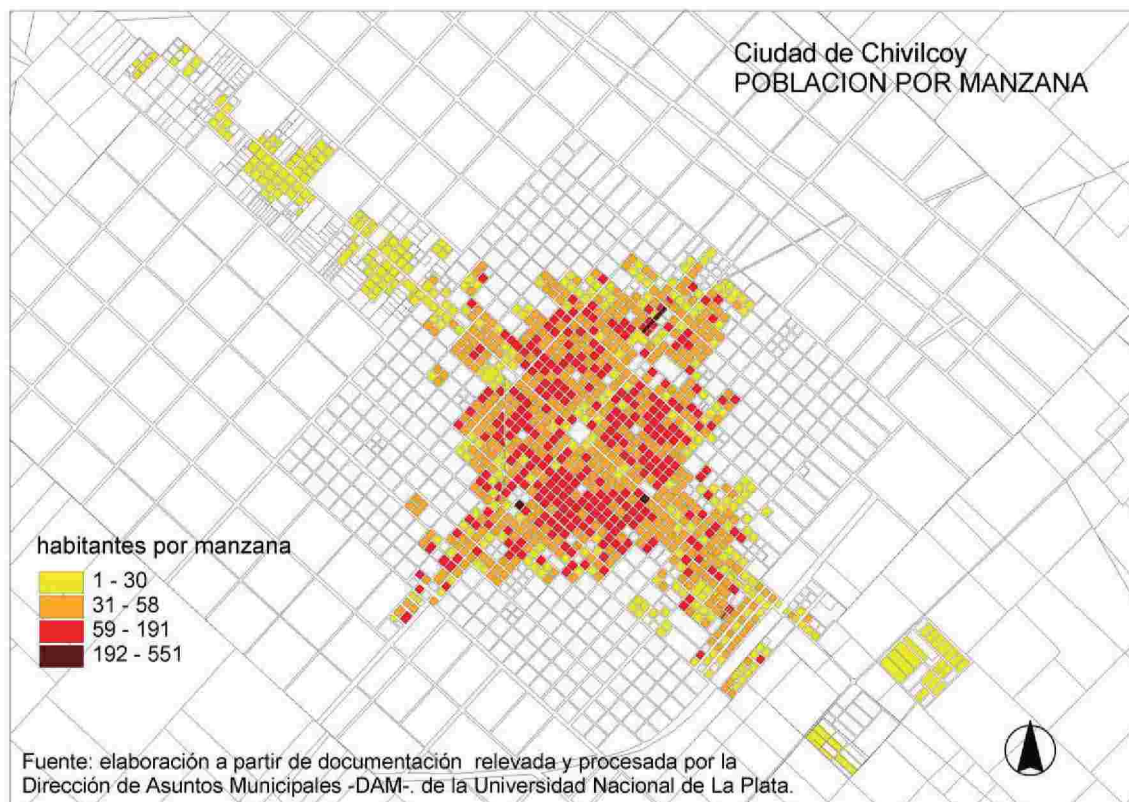 Ciudad de Chivilcoy
POBLACION POR MANZANA
habitantes por manzana
1 - 30
31 - 58
59 - 191
192 - 551
Fuente: elaboración a partir de documentación relevada y procesada por la
Dirección de Asuntos Municipales -DAM-. de la Universidad Nacional de La Plata.